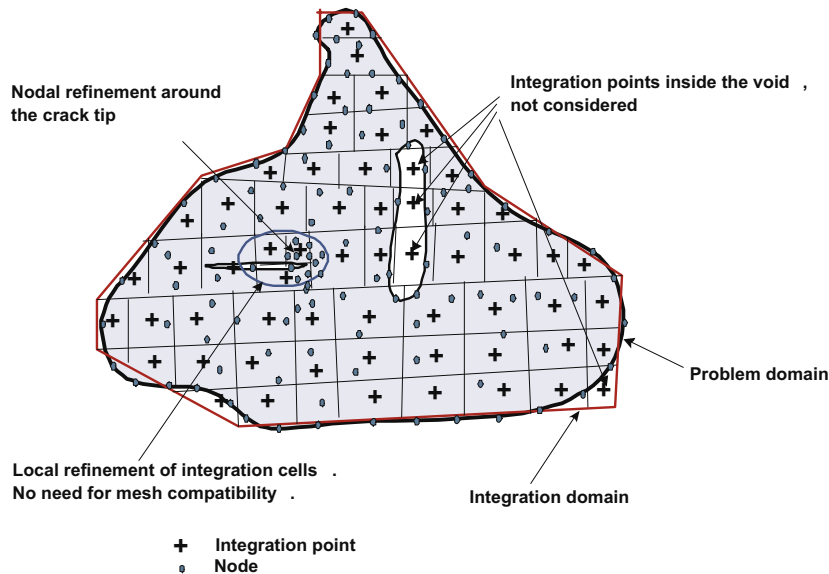 Nodal refinement around
the crack tip
Integration points inside the void ,
not considered
Problem domain
Local refinement of integration cells .
No need for mesh compatibility .
Integration domain
Integration point
Node